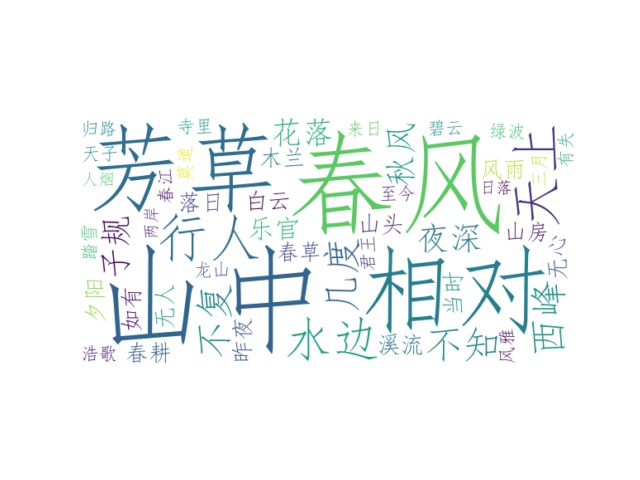 归路
寺里
花落
来日
碧云
绿波
天子
芳草
春风
天上
木兰
秋风
有失
人烟
莫道
春江
风雨
三月
至今
日落
落日
白云
踏雪
子规
两岸
行人
乐官
山头
夜深
山房
春草
几度
君王
无心
夕阳
如有
山中
龙山
相对
西峰
无人
不复
当时
浩歌
春耕
昨夜
水边
溪流
不知
风雅